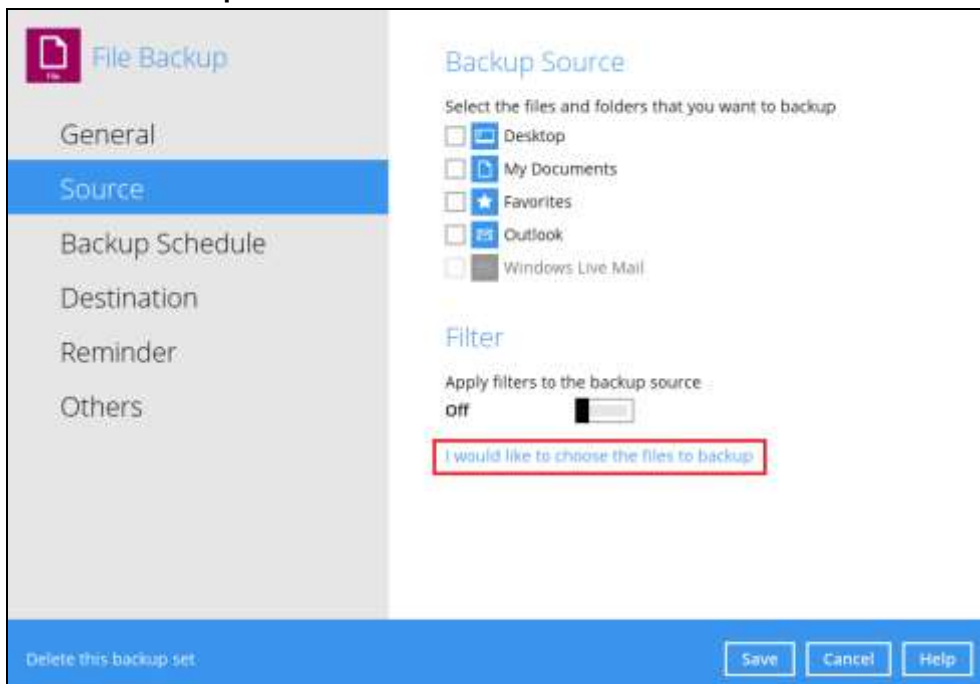 File Backup
File
General
Source
Backup Schedule
Destination
Reminder
Others
Backup Source
Select the files and folders that you want to backup
Desktop
My Documents
Favorites
Outlook
Windows Live Mail
Filter
Apply filters to the backup source
Off
I would like to choose the files to backup
Delete this backup set
Save
Cancel
Help